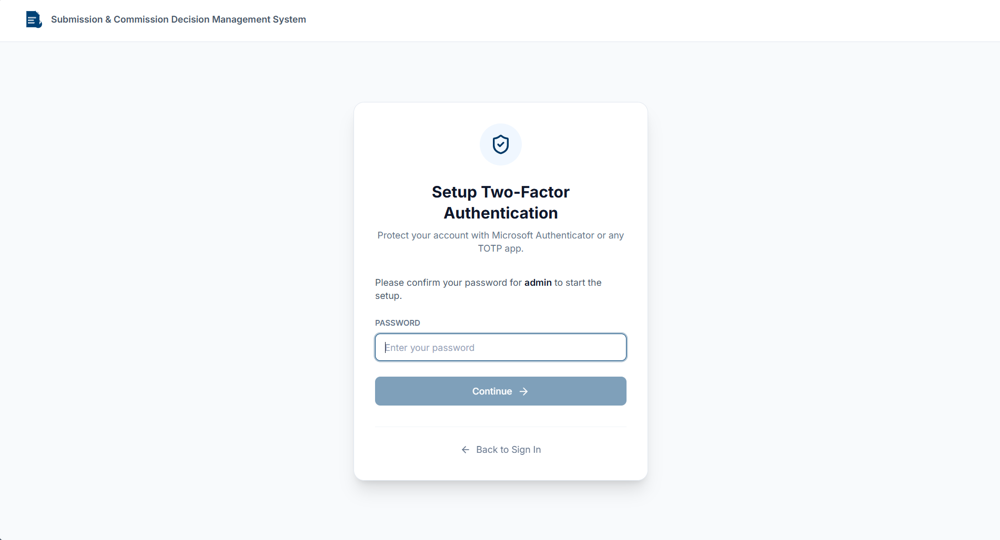 Submission & Commission Decision Management System
Setup Two-Factor
Authentication
Protect your account with Microsoft Authenticator or any
TOTP app.
Please confirm your password for admin to start the
setup.
PASSWORD
Enter your password
Continue →
← Back to Sign In